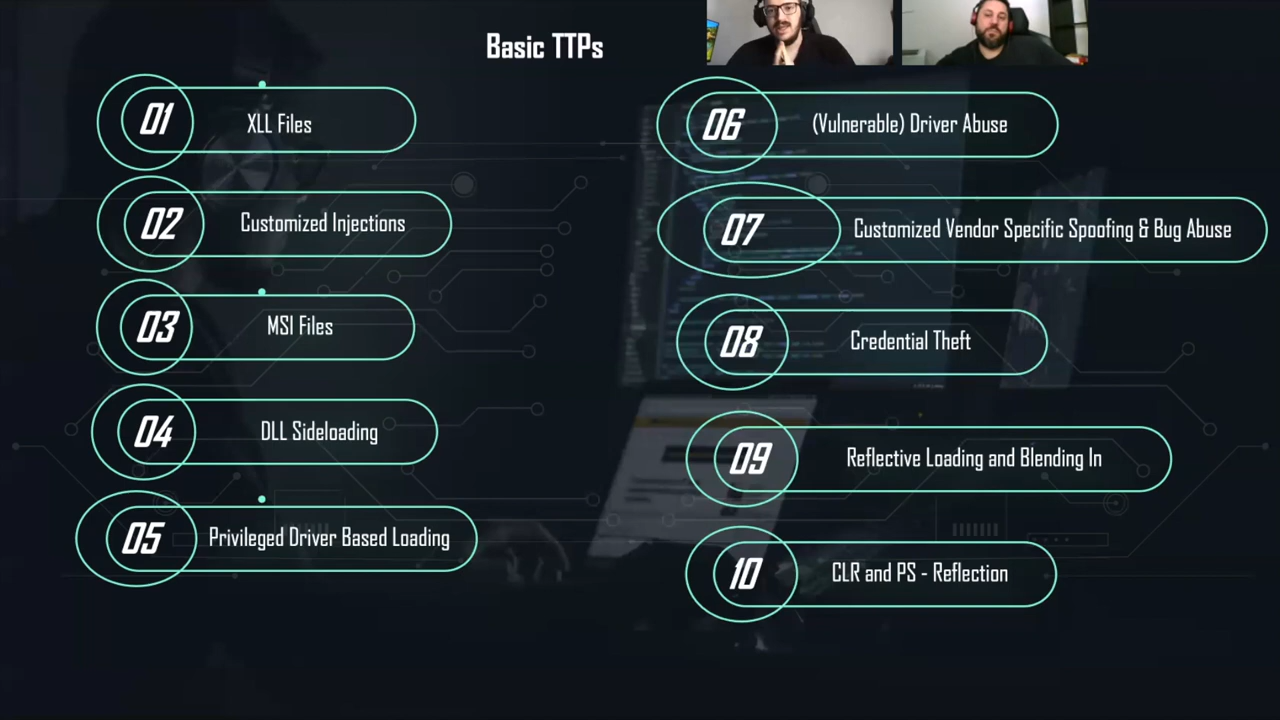 Basic TTPs
01
XLL Files
02
Customized Injections
03
MSI Files
04
DLL Sideloading
05
Privileged Driver Based Loading
06
(Vulnerable) Driver Abuse
07
Customized Vendor Specific Spoofing & Bug Abuse
08
Credential Theft
09
Reflective Loading and Blending In
10
CLR and PS - Reflection